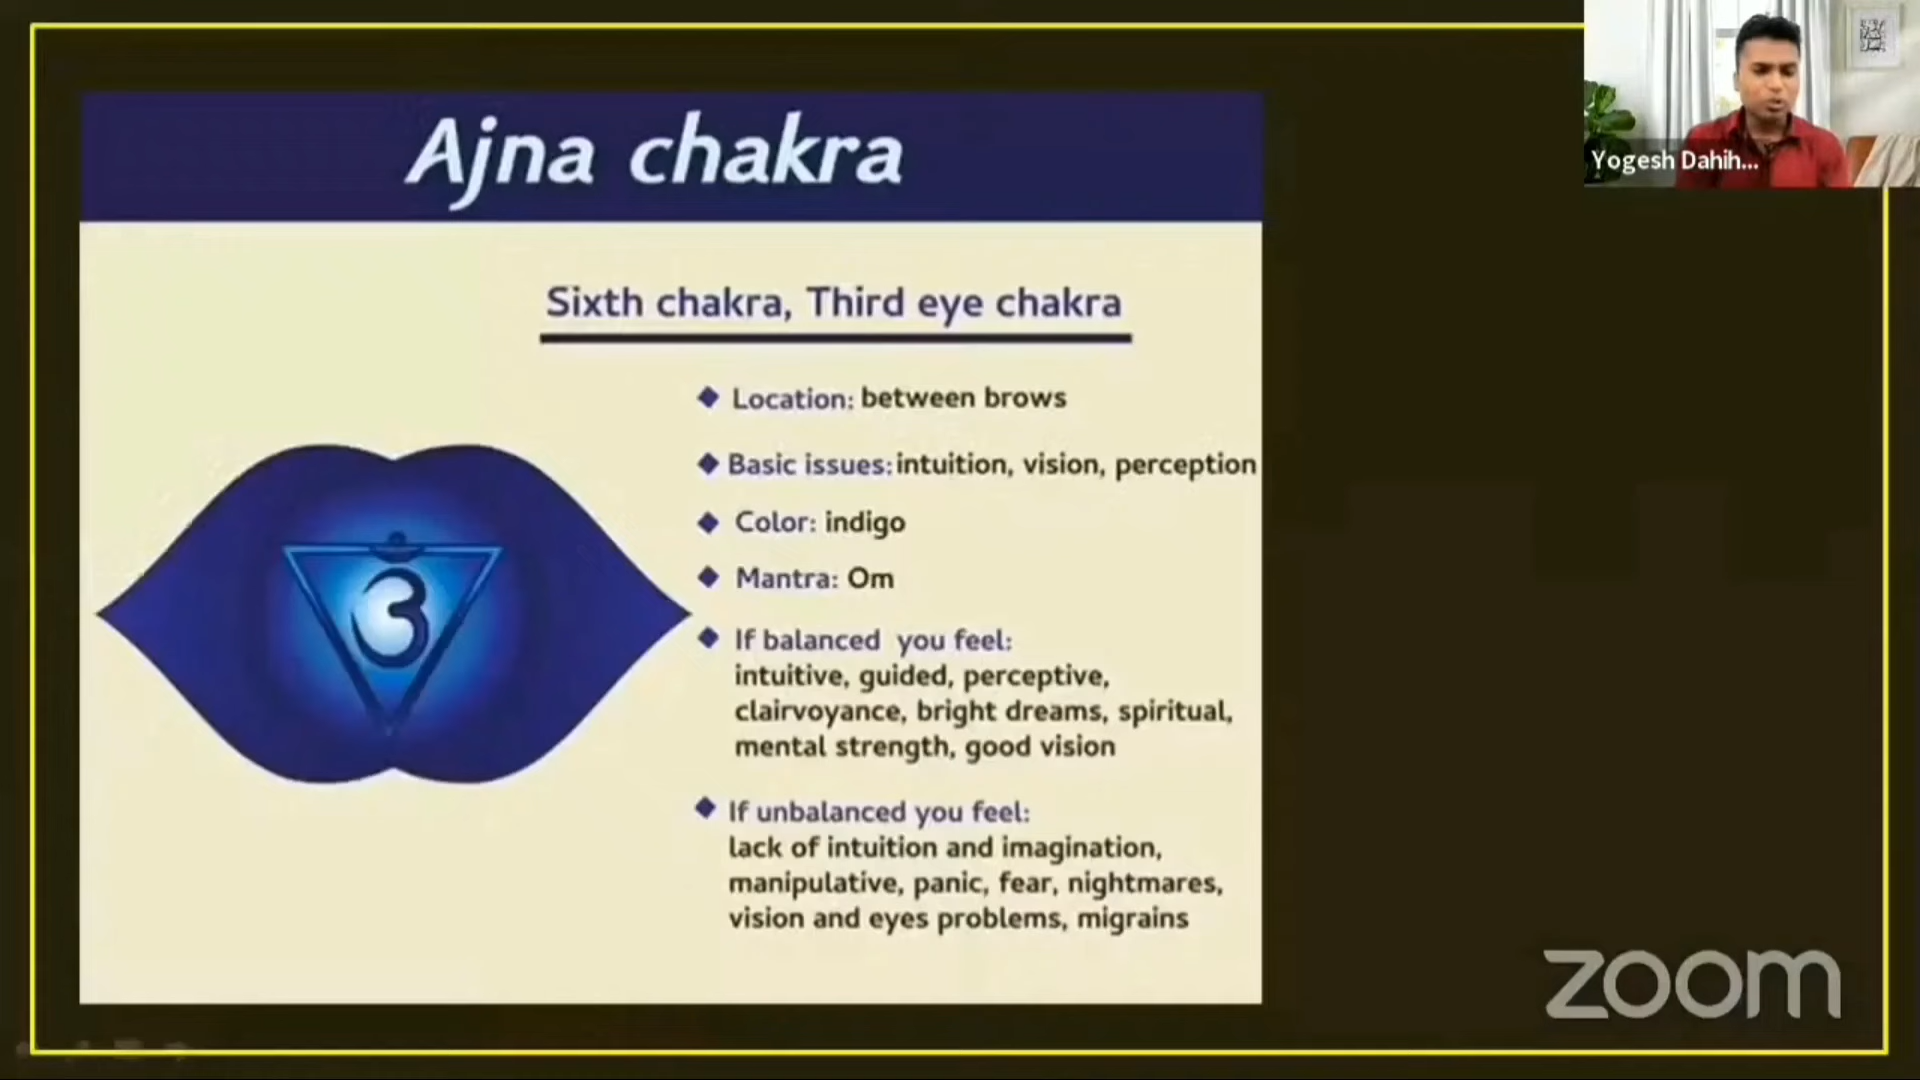 Ajna chakra
Sixth chakra, Third eye chakra
Location: between brows
Basic issues: intuition, vision, perception
Color: indigo
Mantra: Om
If balanced you feel:
intuitive, guided, perceptive,
clairvoyance, bright dreams, spiritual,
mental strength, good vision
If unbalanced you feel:
lack of intuition and imagination,
manipulative, panic, fear, nightmares,
vision and eyes problems, migrains
Yogesh Dahih...
zoom